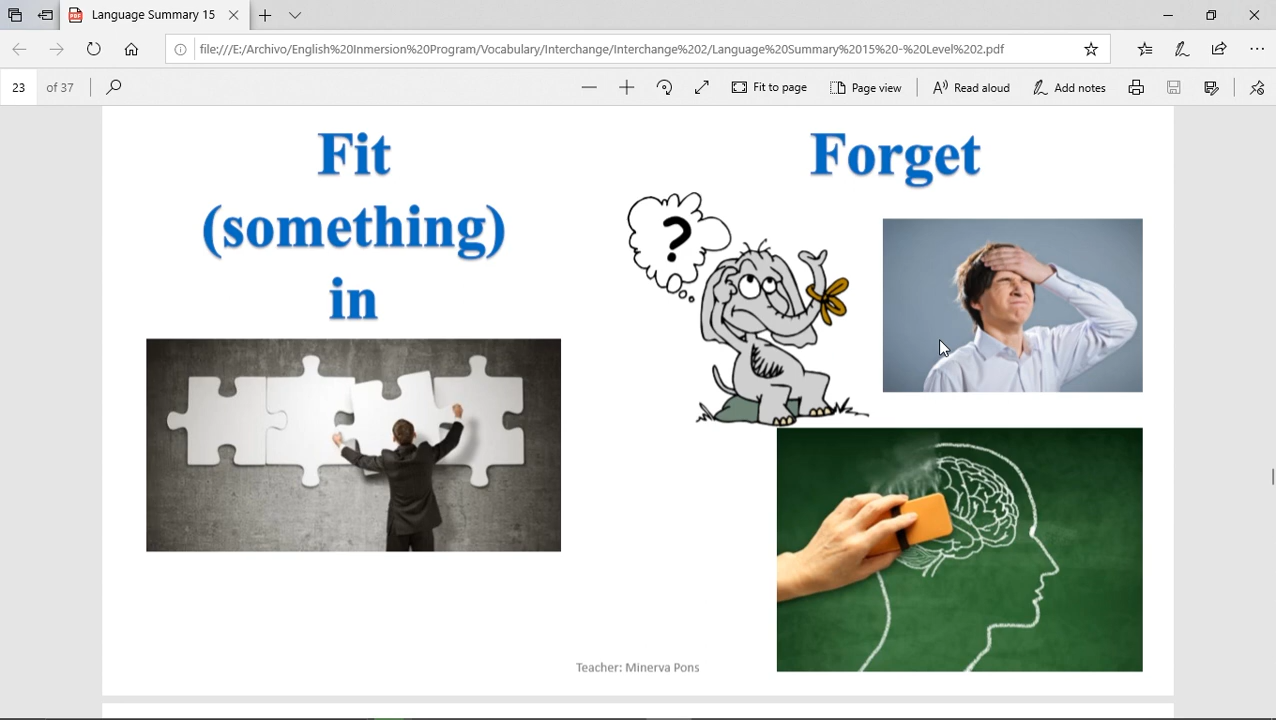 Language Summary 15
file:///E:/Archivo/English%20Inmersion%20Program/Vocabulary/Interchange/Interchange%202/Language%20Summary%2015%20-%20Level%202.pdf
23 of 37
Fit to page
Page view
Read aloud
Add notes
Fit
(something)
in
Forget
?
Teacher: Minerva Pons